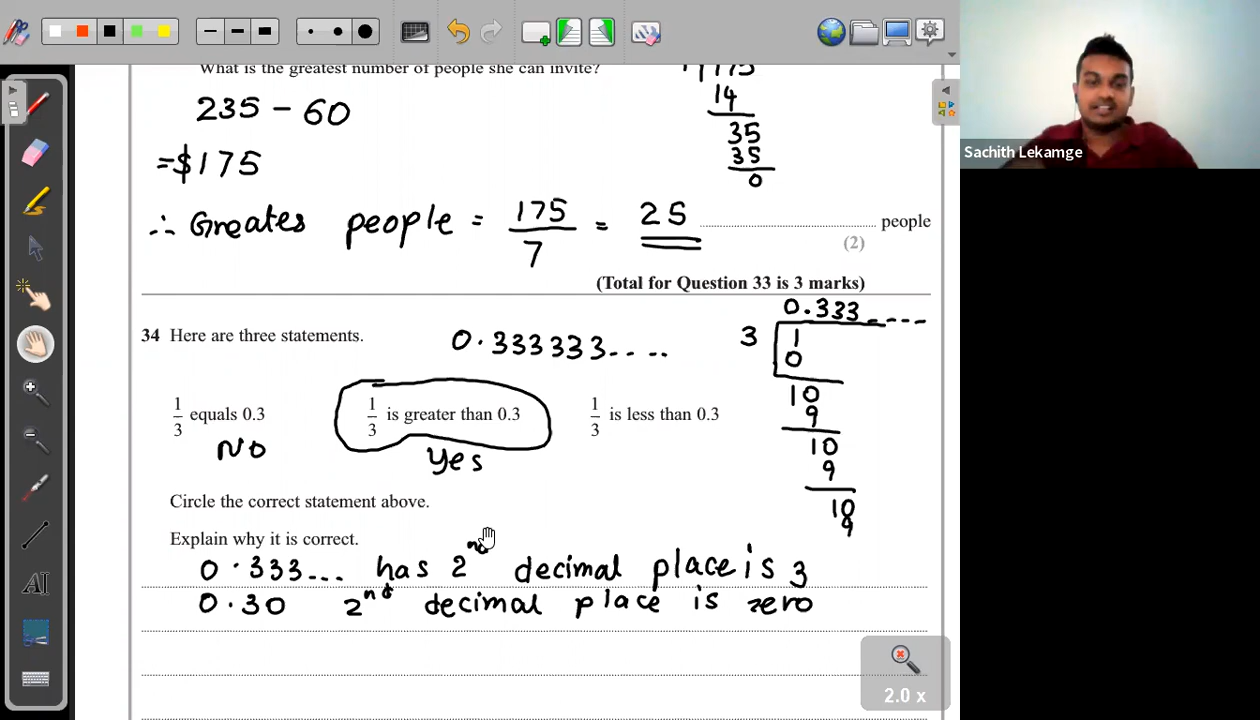 What is the greatest number of people she can invite?
235 - 60
= $175
175
14
35
35
0
∴ Greates people = 175/7 = 25 people
(2)
(Total for Question 33 is 3 marks)
34 Here are three statements.
0.333333....
0.333....
3
1
0
10
9
10
9
10
9
1/3 equals 0.3
1/3 is greater than 0.3
1/3 is less than 0.3
NO
Yes
Circle the correct statement above.
Explain why it is correct.
0.333... has 2nd decimal place is 3
0.30 2nd decimal place is zero
Sachith Lekamge
A
2.0 x